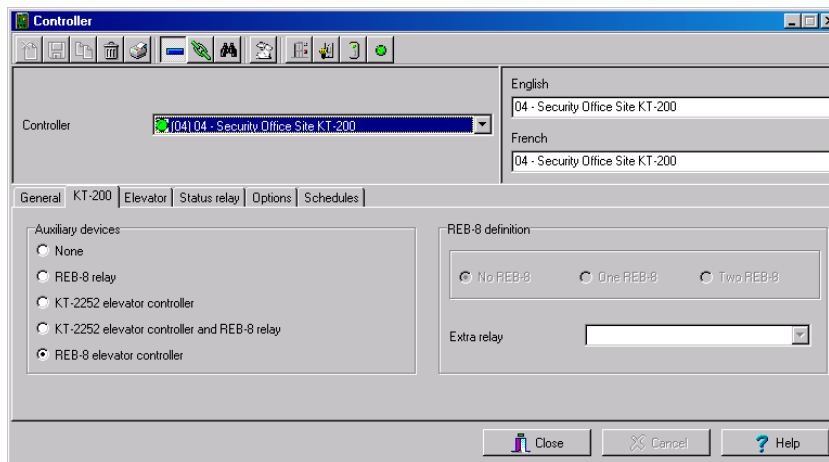 Controller
English
04 - Security Office Site KT-200
Controller
(04) 04 - Security Office Site KT-200
French
04 - Security Office Site KT-200
General KT-200 Elevator Status relay Options Schedules
Auxiliary devices
None
REB-8 relay
KT-2252 elevator controller
KT-2252 elevator controller and REB-8 relay
REB-8 elevator controller
REB-8 definition
No REB-8 One REB-8 Two REB-8
Extra relay
Close Cancel Help